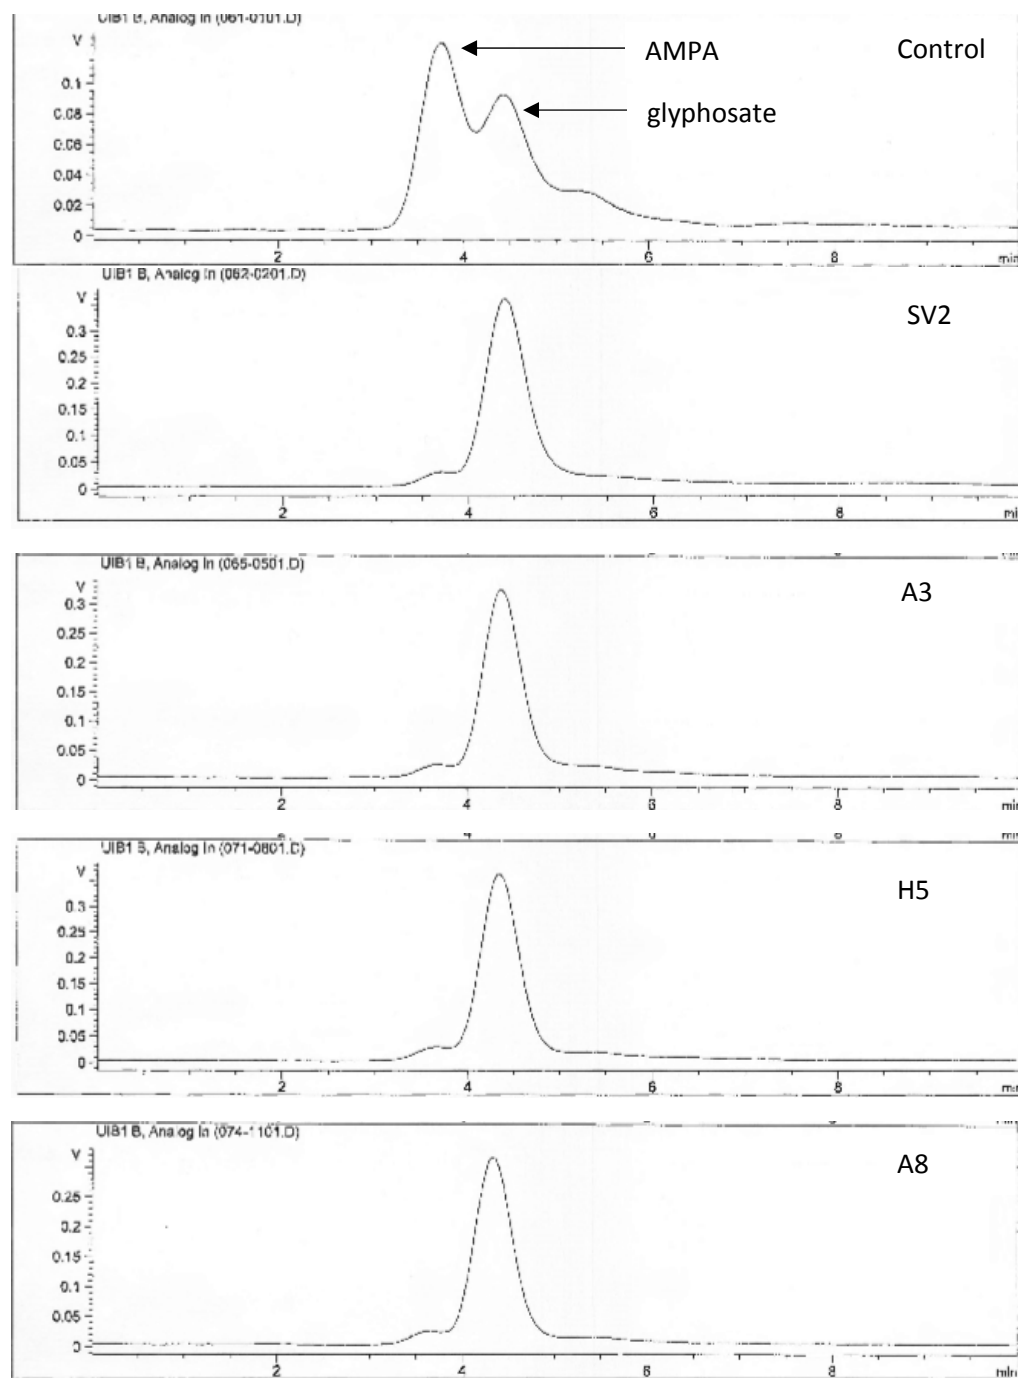 UIB1 B, Analog In (061-0101.D)
V
AMPA
Control
glyphosate
0.1
0.08
0.06
0.04
0.02
0
2 4 6 8 min
UIB1 B, Analog In (062-0201.D)
V
SV2
0.3
0.25
0.2
0.15
0.1
0.05
0
2 4 6 8 min
UIB1 B, Analog In (065-0501.D)
V
A3
0.3
0.25
0.2
0.15
0.1
0.05
0
2 4 6 8 min
UIB1 B, Analog In (071-0801.D)
V
H5
0.3
0.25
0.2
0.15
0.1
0.05
0
2 4 6 8 min
UIB1 B, Analog In (074-1101.D)
V
A8
0.25
0.2
0.15
0.1
0.05
0
2 4 6 8 min